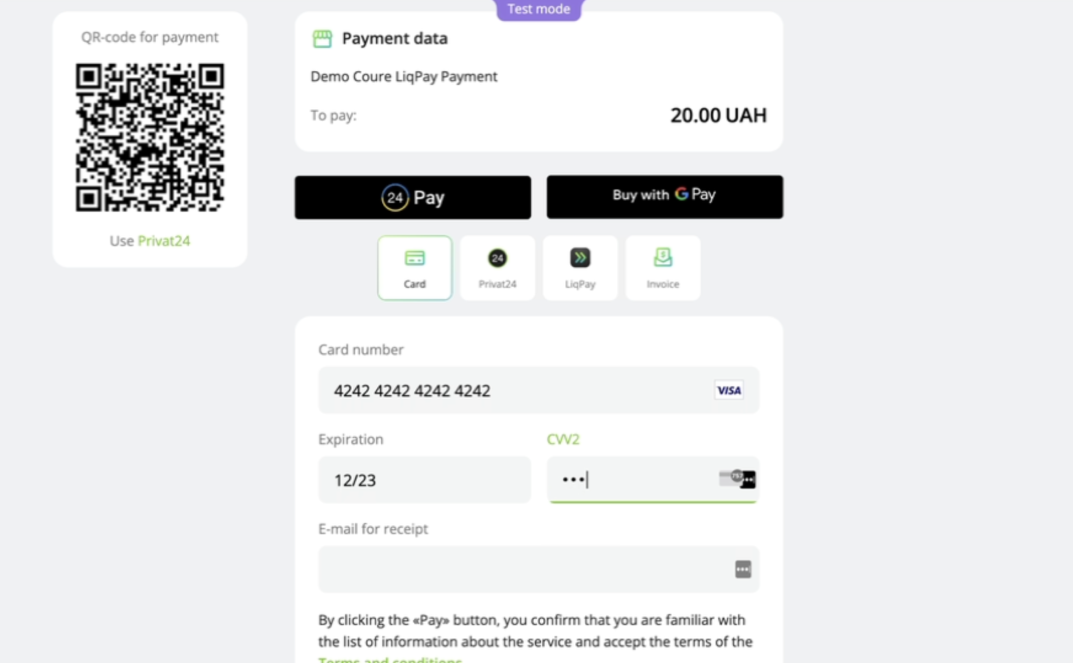 Test mode
QR-code for payment
Use Privat24
Payment data
Demo Coure LiqPay Payment
To pay:
20.00 UAH
24 Pay
Buy with G Pay
Card
24
Privat24
LiqPay
Invoice
Card number
4242 4242 4242 4242
VISA
Expiration
12/23
CVV2
•••
E-mail for receipt
By clicking the «Pay» button, you confirm that you are familiar with
the list of information about the service and accept the terms of the
Terms and conditions